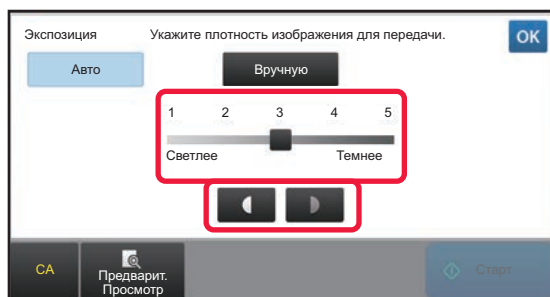 Экспозиция Укажите плотность изображения для передачи. OK
Авто Вручную
1 2 3 4 5
Светлее Темнее
CA Предварит. Просмотр Старт